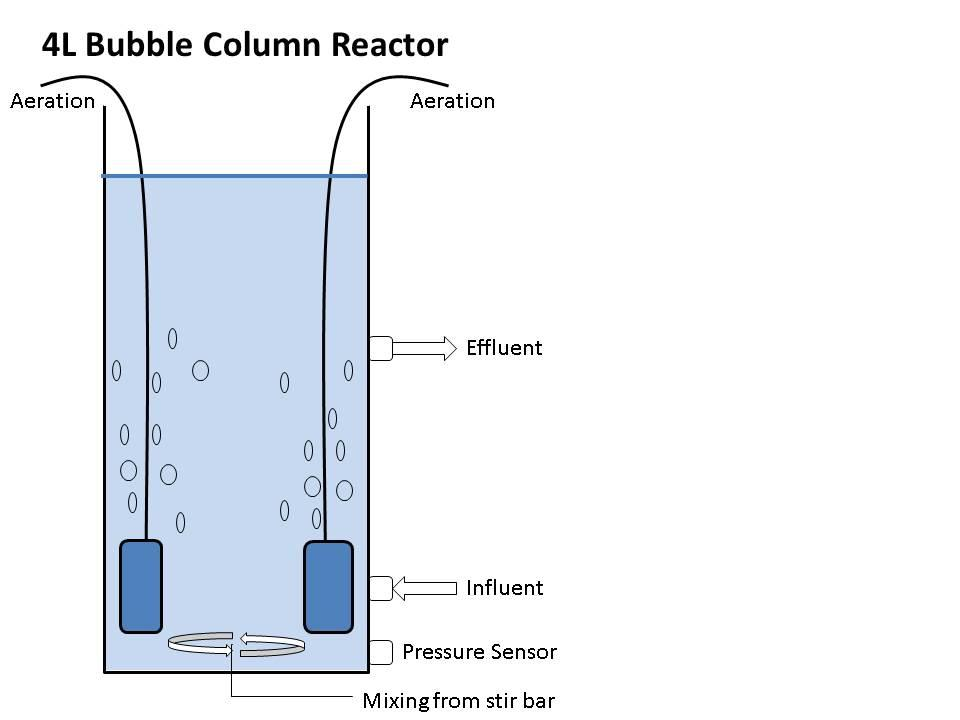 4L Bubble Column Reactor
Aeration
Aeration
Effluent
Influent
Pressure Sensor
Mixing from stir bar